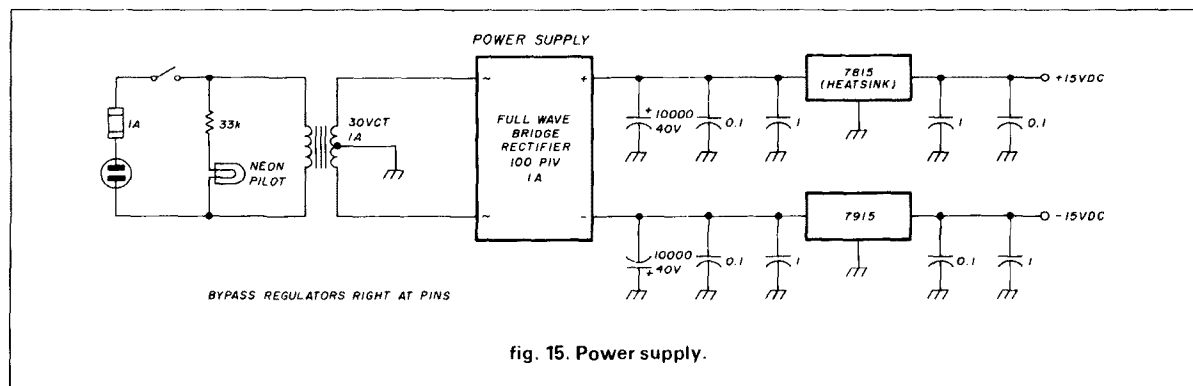 POWER SUPPLY
1A
33k
NEON
PILOT
30VCT
1A
~
~
+
-
FULL WAVE
BRIDGE
RECTIFIER
100 PIV
1A
+ 10000
40V
0.1
1
7815
(HEATSINK)
1
0.1
+15VDC
10000
+ 40V
0.1
1
7915
0.1
1
-15VDC
BYPASS REGULATORS RIGHT AT PINS
fig. 15. Power supply.